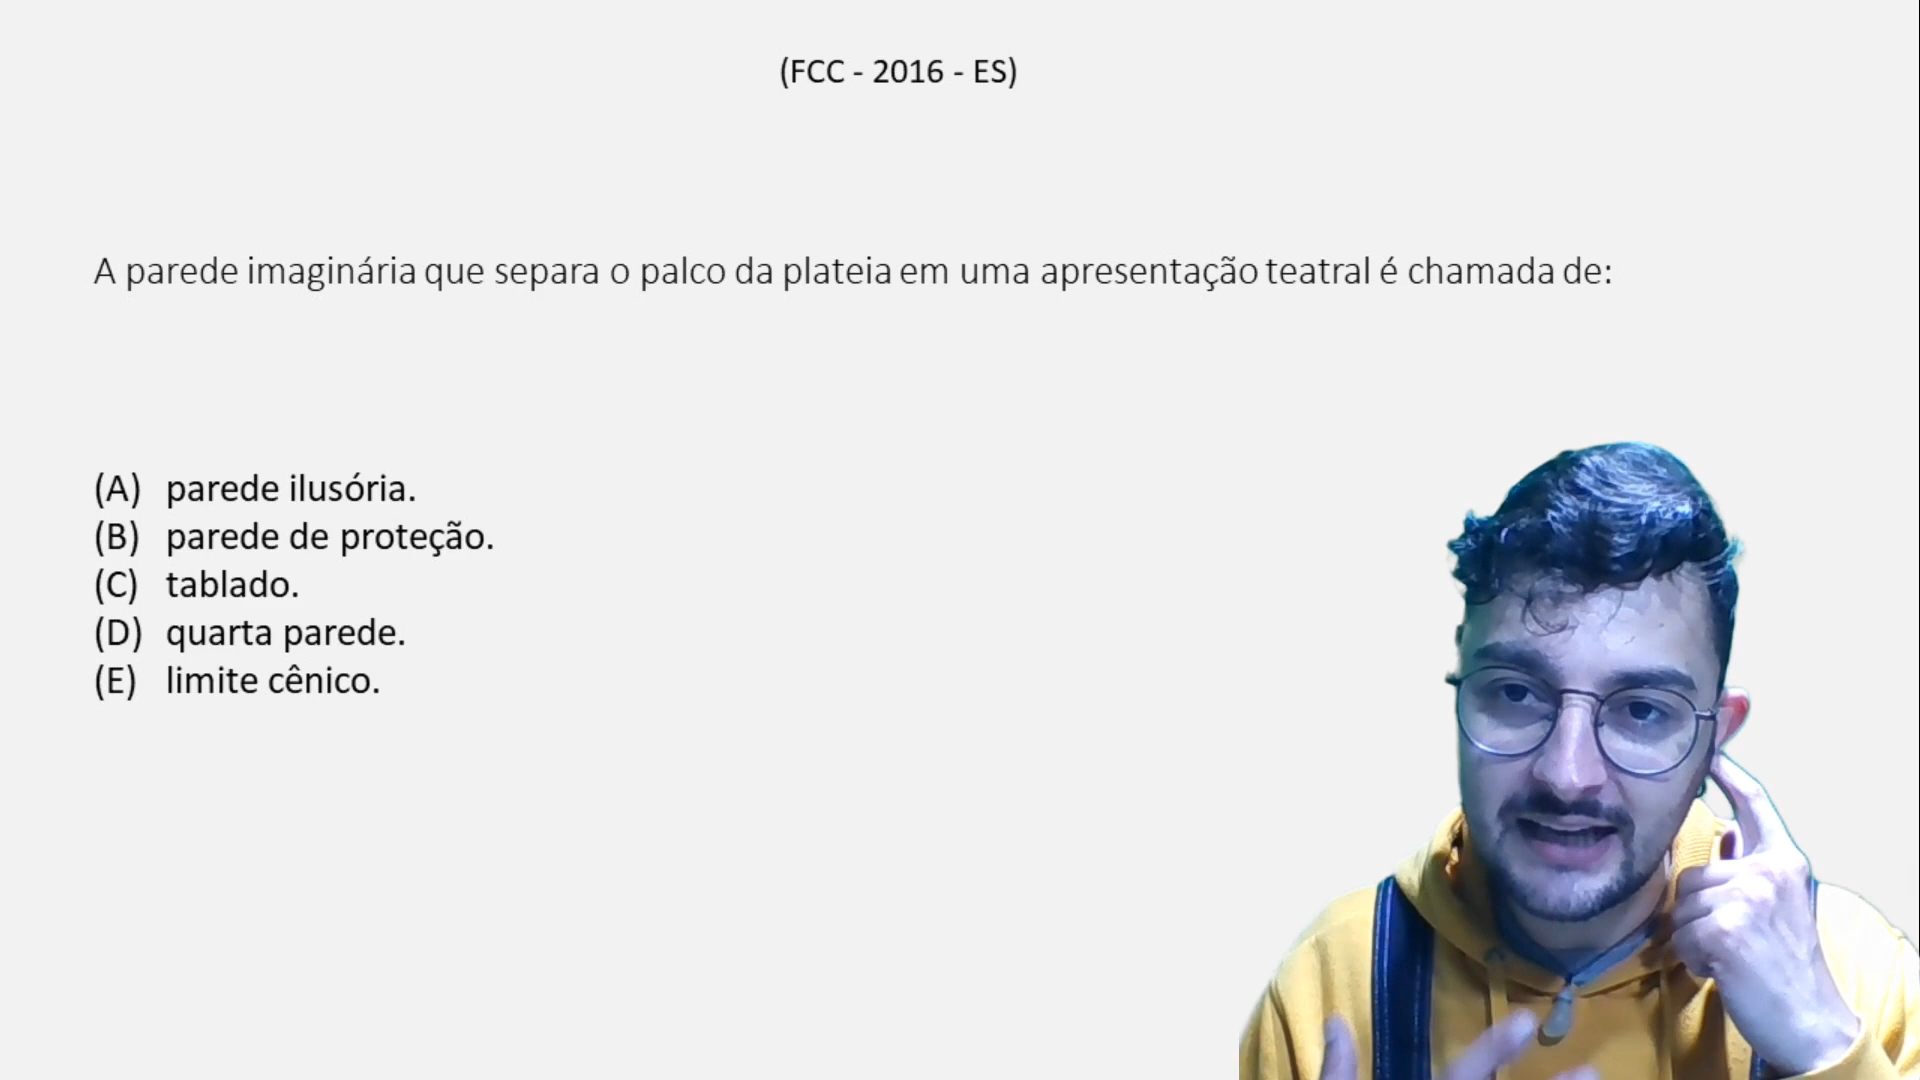 (FCC - 2016 - ES)
A parede imaginária que separa o palco da plateia em uma apresentação teatral é chamada de:
(A) parede ilusória.
(B) parede de proteção.
(C) tablado.
(D) quarta parede.
(E) limite cênico.